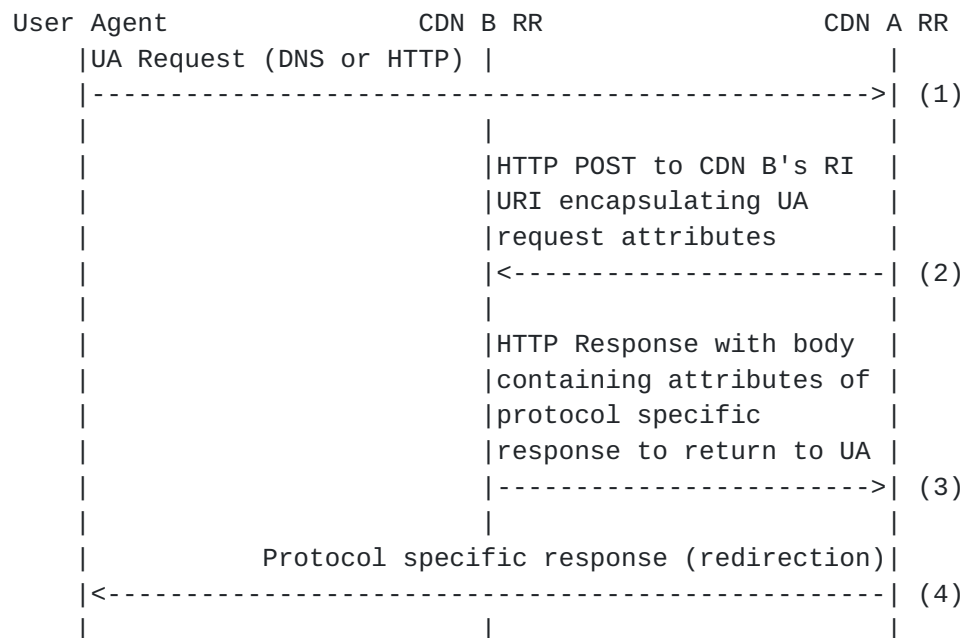 User Agent CDN B RR CDN A RR
UA Request (DNS or HTTP)
(1)
HTTP POST to CDN B's RI
URI encapsulating UA
request attributes
(2)
HTTP Response with body
containing attributes of
protocol specific
response to return to UA
(3)
Protocol specific response (redirection)
(4)